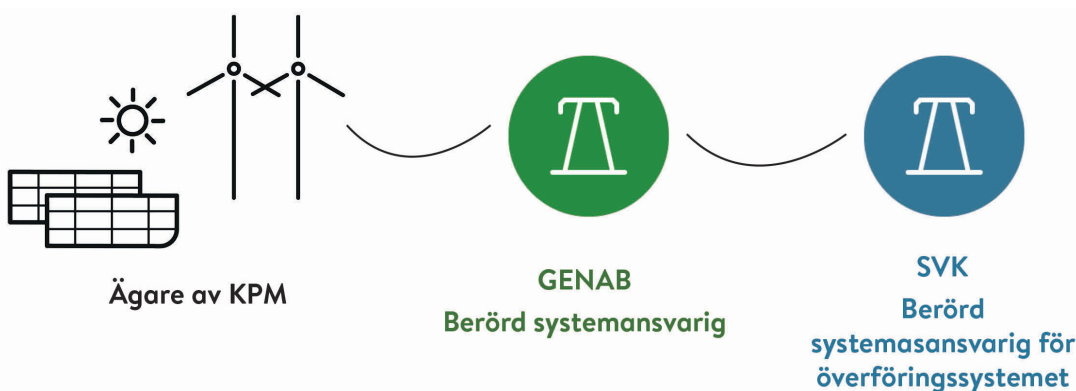 Ägare av KPM
GENAB
Berörd systemansvarig
SVK
Berörd
systemasansvarig för
överföringssystemet